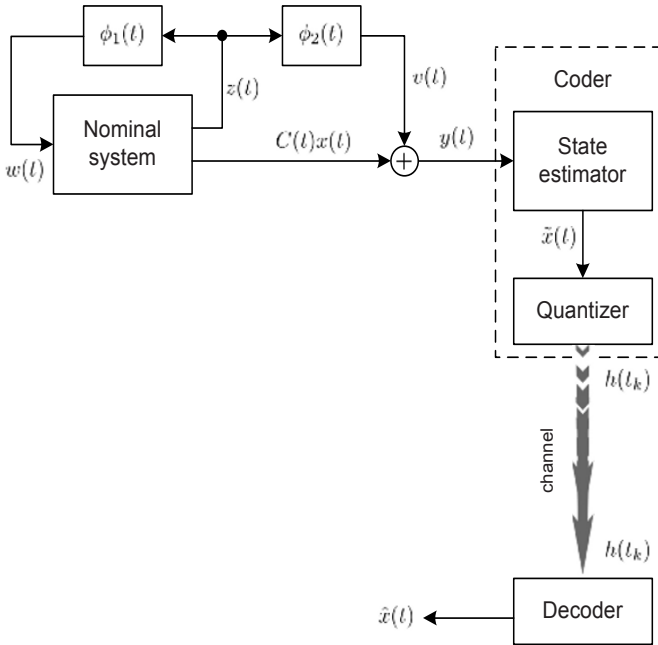 ϕ₁(t)
ϕ₂(t)
z(t)
v(t)
Coder
Nominal
system
w(t)
C(t)x(t)
+
y(t)
State
estimator
x̃(t)
Quantizer
h(tₖ)
channel
h(tₖ)
Decoder
x̂(t)